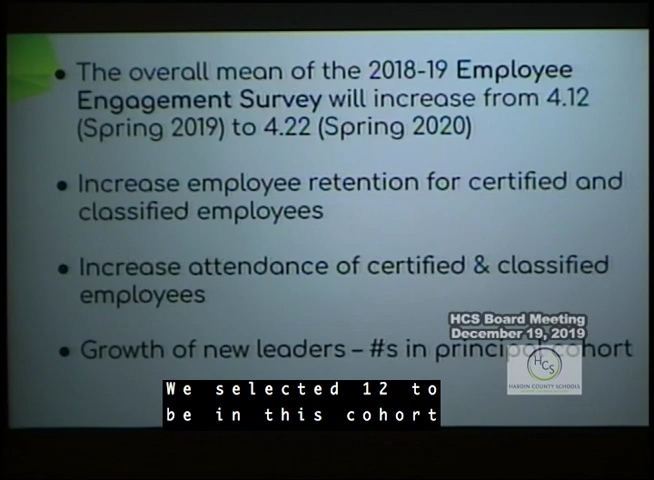 • The overall mean of the 2018-19 Employee
Engagement Survey will increase from 4.12
(Spring 2019) to 4.22 (Spring 2020)
• Increase employee retention for certified and
classified employees
• Increase attendance of certified & classified
employees
HCS Board Meeting
December 19, 2019
• Growth of new leaders – #s in principal cohort
HCS
HARDIN COUNTY SCHOOLS
We selected 12 to
be in this cohort